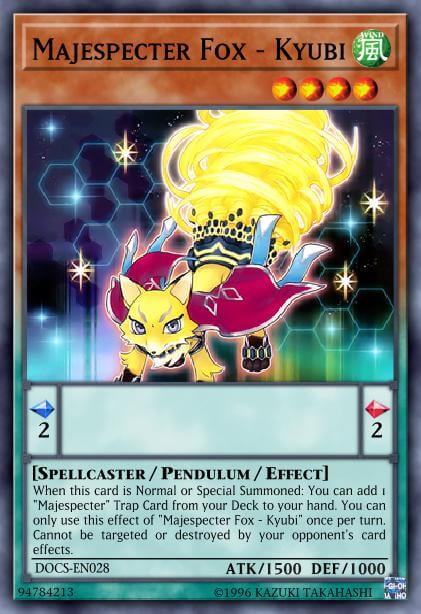 Majespecter Fox - Kyubi
WIND
風
2
2
[Spellcaster / Pendulum / Effect]
When this card is Normal or Special Summoned: You can add 1
"Majespecter" Trap Card from your Deck to your hand. You can
only use this effect of "Majespecter Fox - Kyubi" once per turn.
Cannot be targeted or destroyed by your opponent's card
effects.
DOCS-EN028 ATK/1500 DEF/1000
94784213 ©1996 KAZUKI TAKAHASHI